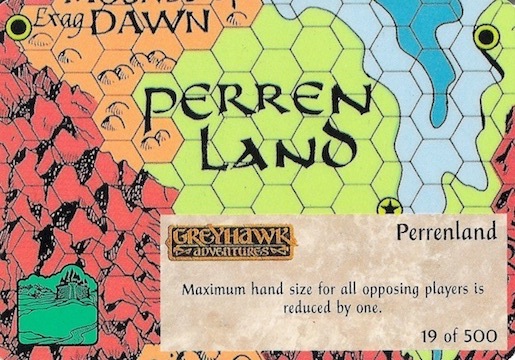 MOUNDS
Exag DAWN
PERREN
LAND
GREYHAWK
ADVENTURES
Perrenland
Maximum hand size for all opposing players is
reduced by one.
19 of 500